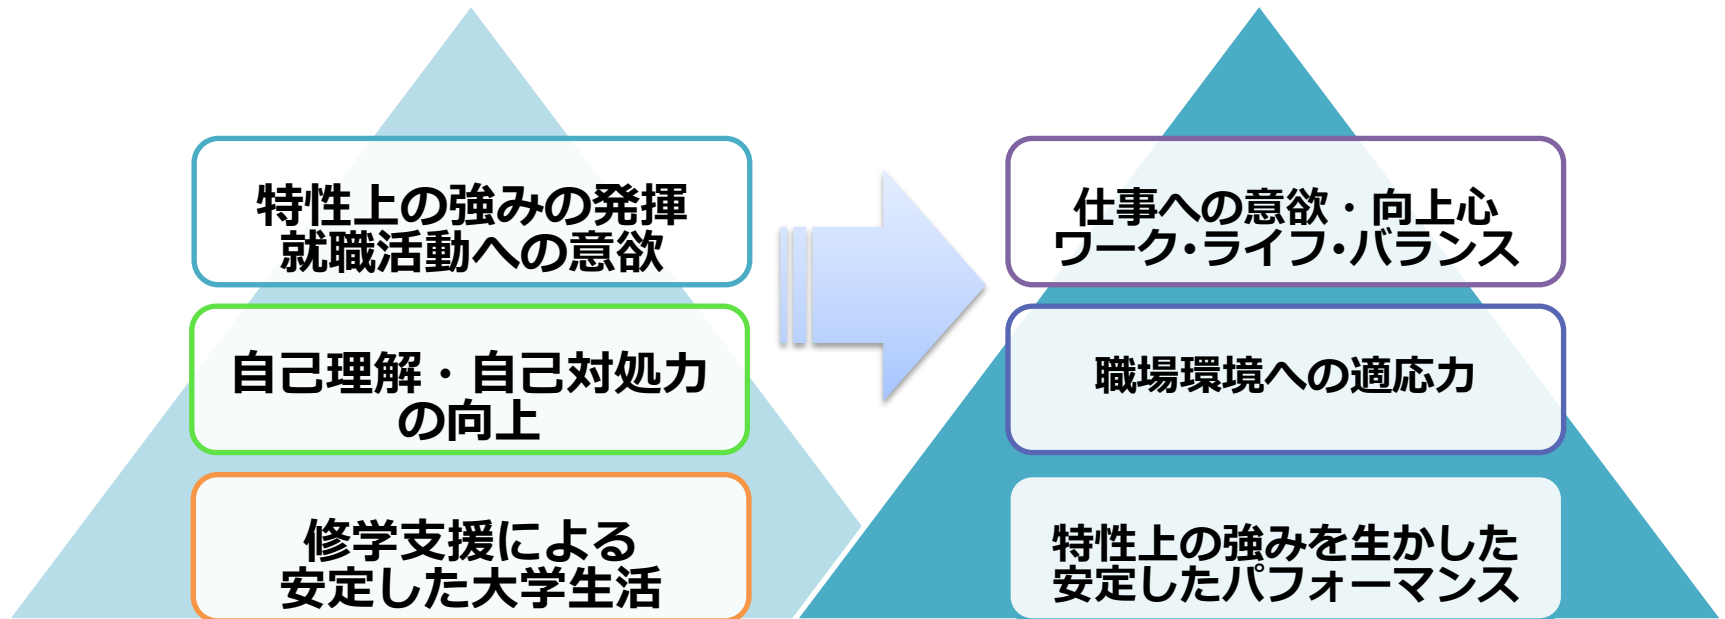 特性上の強みの発揮
就職活動への意欲
自己理解・自己対処力
の向上
修学支援による
安定した大学生活
仕事への意欲・向上心
ワーク・ライフ・バランス
職場環境への適応力
特性上の強みを生かした
安定したパフォーマンス